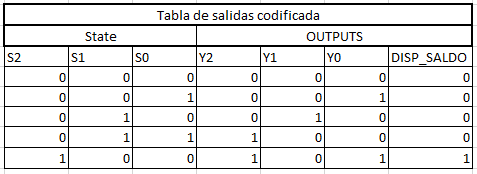 Tabla de salidas codificada
State OUTPUTS
S2 S1 S0 Y2 Y1 Y0 DISP_SALDO
0 0 0 0 0 0 0
0 0 1 0 0 1 0
0 1 0 0 1 0 0
0 1 1 1 0 0 0
1 0 0 1 0 1 1